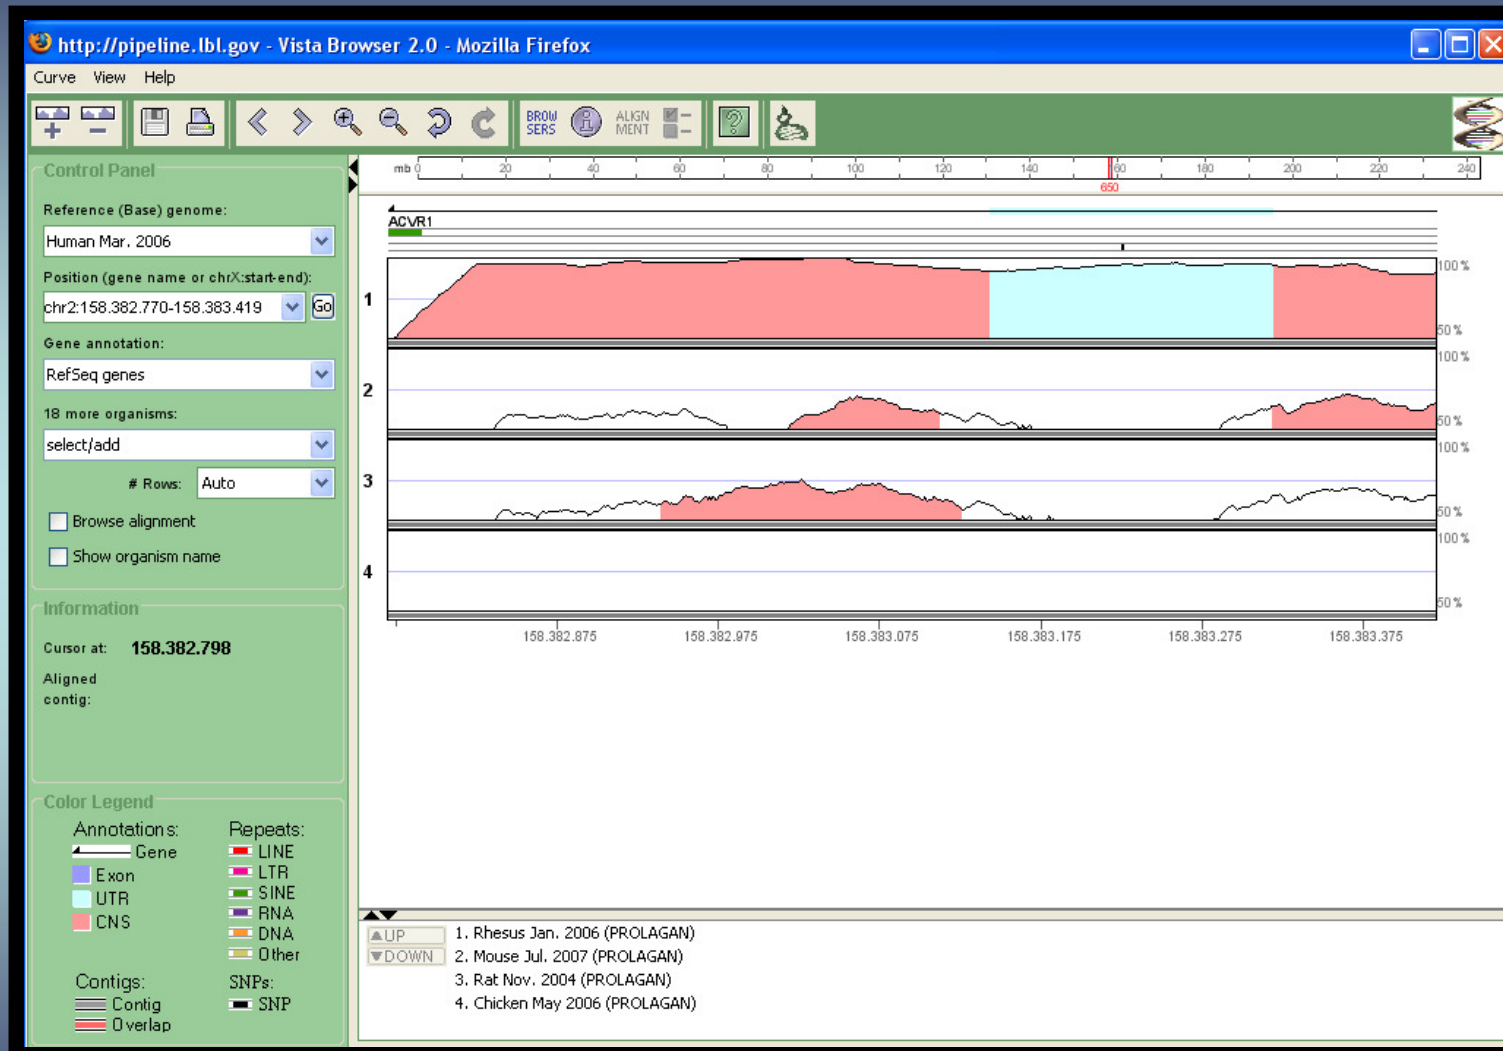 http://pipeline.lbl.gov - Vista Browser 2.0 - Mozilla Firefox
Curve View Help
BROW
SERS
ALIGN
MENT
Control Panel
Reference (Base) genome:
Human Mar. 2006
Position (gene name or chrX:start-end):
chr2:158.382.770-158.383.419 Go
Gene annotation:
RefSeq genes
18 more organisms:
select/add
# Rows: Auto
Browse alignment
Show organism name
Information
Cursor at: 158.382.798
Aligned
contig:
Color Legend
Annotations: Repeats:
Gene LINE
LTR
Exon SINE
UTR RNA
CNS DNA
Other
Contigs: SNPs:
Contig SNP
Overlap
mb 0 20 40 60 80 100 120 140 160 180 200 220 240
650
ACVR1
1 100% 50%
2 100% 50%
3 100% 50%
4 100% 50%
158.382.875 158.382.975 158.383.075 158.383.175 158.383.275 158.383.375
UP 1. Rhesus Jan. 2006 (PROLAGAN)
DOWN 2. Mouse Jul. 2007 (PROLAGAN)
3. Rat Nov. 2004 (PROLAGAN)
4. Chicken May 2006 (PROLAGAN)